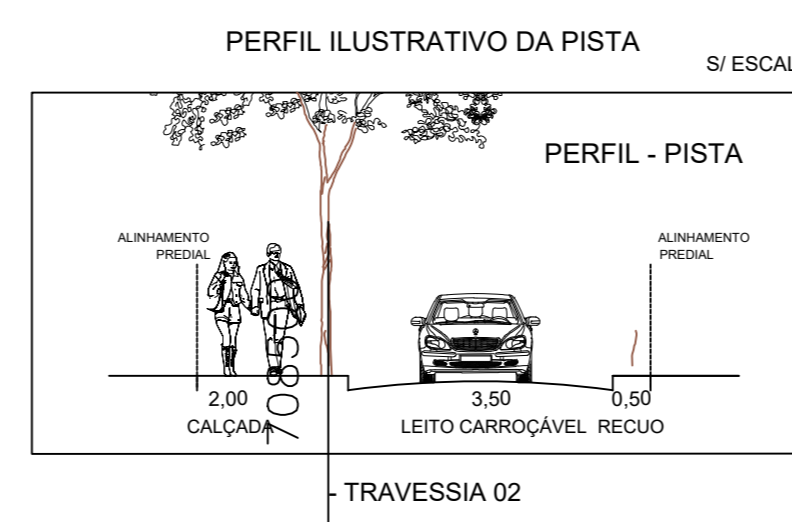 PERFIL ILUSTRATIVO DA PISTA
S/ ESCAL
PERFIL - PISTA
ALINHAMENTO
PREDIAL
ALINHAMENTO
PREDIAL
2,00
3,50
0,50
CALÇADA
LEITO CARROÇÁVEL
RECUO
- TRAVESSIA 02